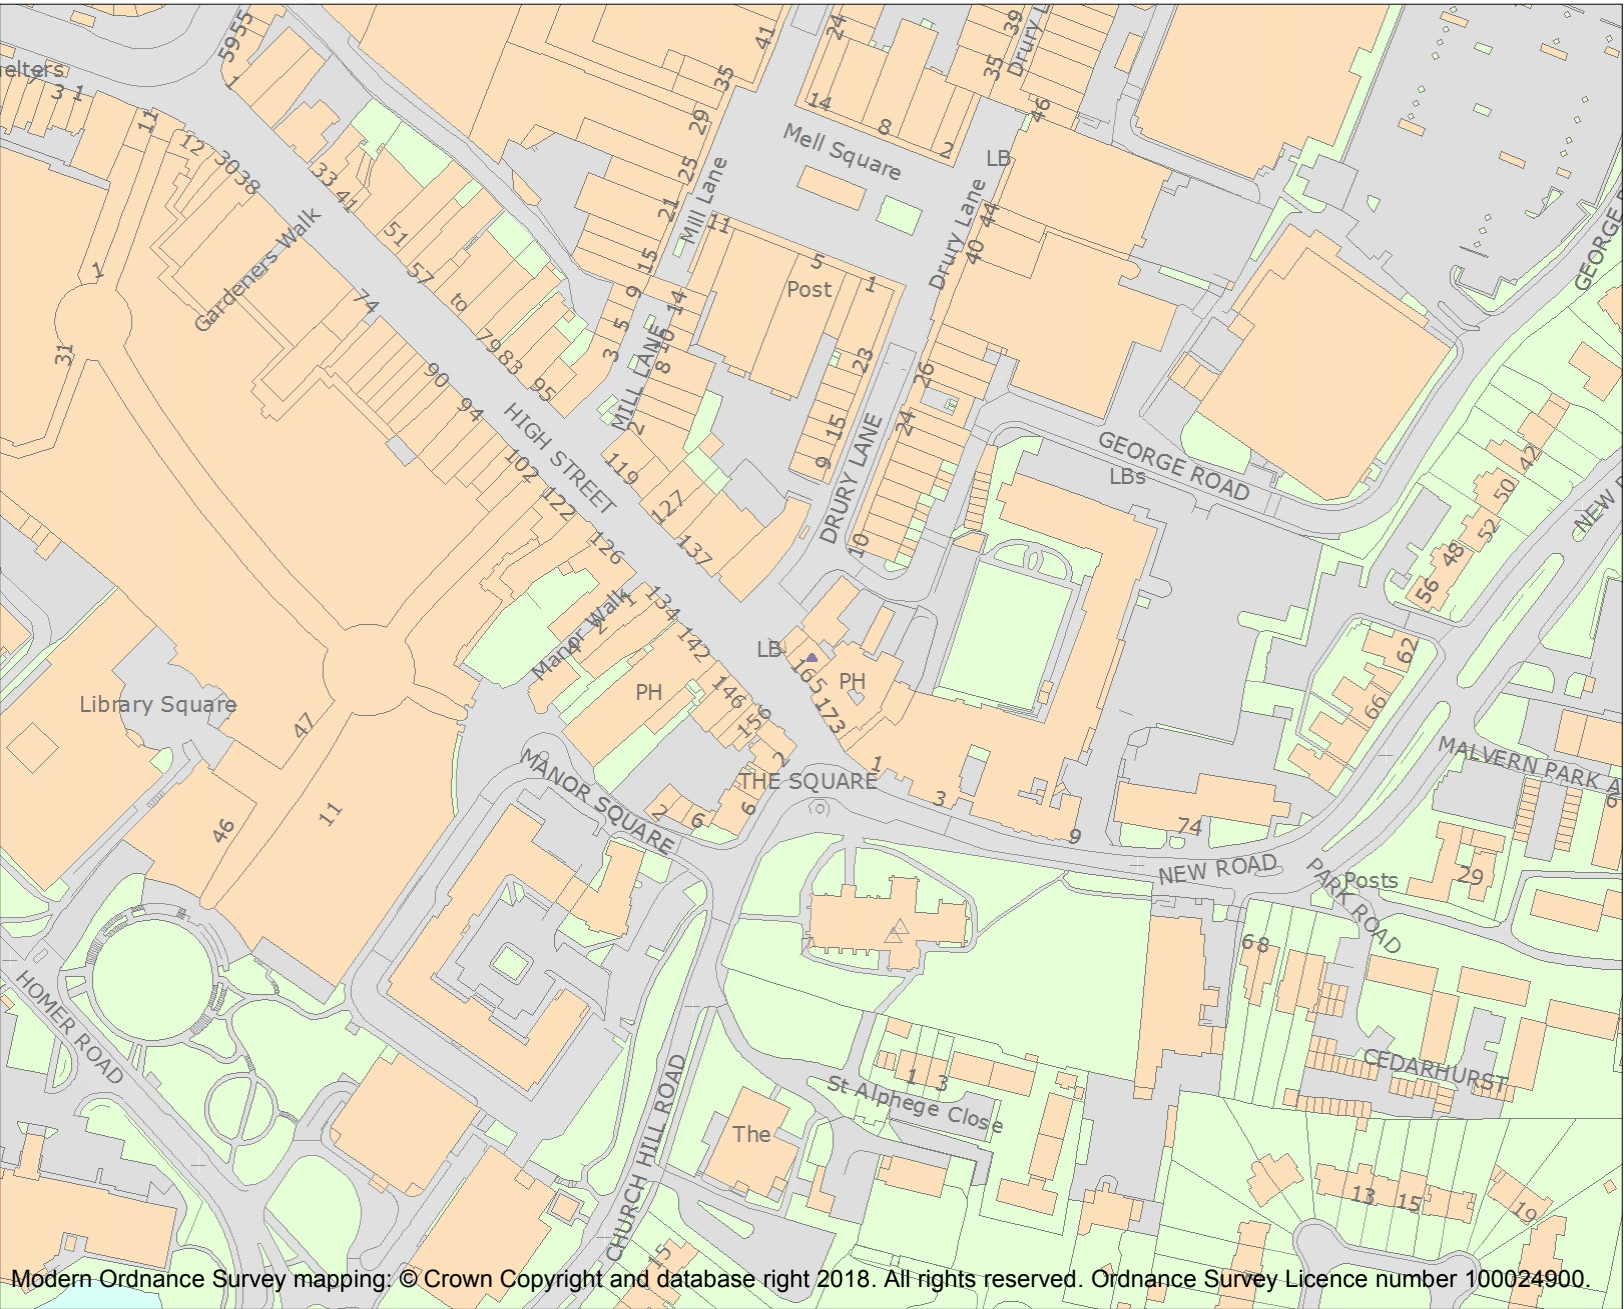 5955
1
elters
3 1
11
12
3038
33 41
51
57
to
7983
95
Gardeners Walk
74
90
94
102
122
126
HIGH STREET
1
31
41
35
29
25
21
15
9
5
3
Mill Lane
MILL LANE
14
10
8
2
24
14
8
2
Mell Square
39
35
Drury L
46
LB
Drury Lane
44
40
11
5
1
Post
23
15
9
26
24
10
DRURY LANE
119
127
137
GEORGE ROAD
LBs
GEORGE
42
50
52
48
56
NEW R
62
66
MALVERN PARK A
6
134
142
146
156
2
Manor Walk
1
2
4
PH
LB
165
PH
173
1
3
9
THE SQUARE
MANOR SQUARE
2
6
6
Library Square
47
46
11
74
NEW ROAD
PARK ROAD
Posts
29
68
HOMER ROAD
CHURCH HILL ROAD
1 3
St Alphege Close
The
CEDARHURST
13 15
19
15
Modern Ordnance Survey mapping: © Crown Copyright and database right 2018. All rights reserved. Ordnance Survey Licence number 100024900.